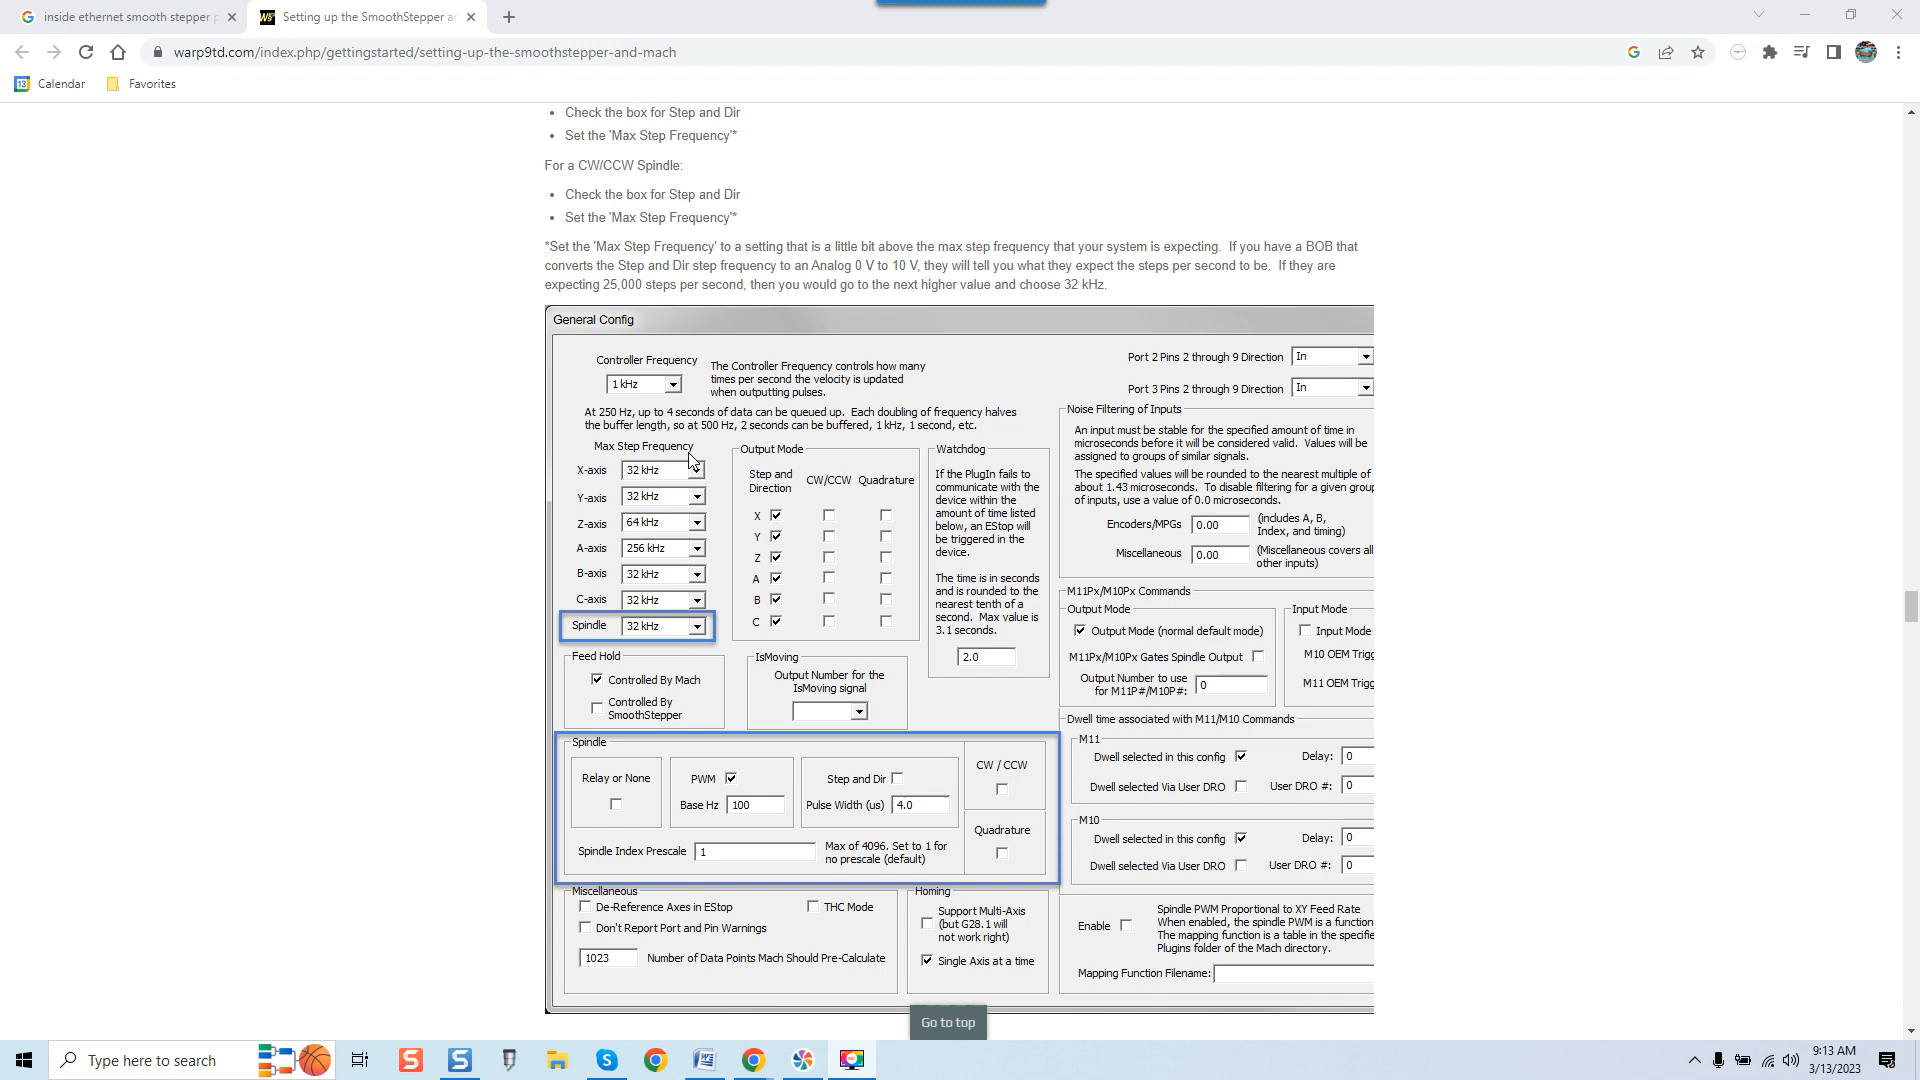 inside ethernet smooth stepper
Setting up the SmoothStepper
warp9td.com/index.php/gettingstarted/setting-up-the-smoothstepper-and-mach
Calendar
Favorites
Check the box for Step and Dir
Set the 'Max Step Frequency'*
For a CW/CCW Spindle:
Check the box for Step and Dir
Set the 'Max Step Frequency'*
*Set the 'Max Step Frequency' to a setting that is a little bit above the max step frequency that your system is expecting. If you have a BOB that
converts the Step and Dir step frequency to an Analog 0 V to 10 V, they will tell you what they expect the steps per second to be. If they are
expecting 25,000 steps per second, then you would go to the next higher value and choose 32 kHz.
General Config
Controller Frequency
1 kHz
The Controller Frequency controls how many
times per second the velocity is updated
when outputting pulses.
At 250 Hz, up to 4 seconds of data can be queued up. Each doubling of frequency halves
the buffer length, so at 500 Hz, 2 seconds can be buffered, 1 kHz, 1 second, etc.
Max Step Frequency
X-axis 32 kHz
Y-axis 32 kHz
Z-axis 64 kHz
A-axis 256 kHz
B-axis 32 kHz
C-axis 32 kHz
Spindle 32 kHz
Output Mode
Step and
Direction
CW/CCW Quadrature
X
Y
Z
A
B
C
Watchdog
If the PlugIn fails to
communicate with the
device within the
amount of time listed
below, an EStop will
be triggered in the
device.
The time is in seconds
and is rounded to the
nearest tenth of a
second. Max value is
3.1 seconds.
2.0
Feed Hold
Controlled By Mach
Controlled By
SmoothStepper
IsMoving
Output Number for the
IsMoving signal
Spindle
Relay or None
PWM
Base Hz 100
Step and Dir
Pulse Width (us) 4.0
CW / CCW
Quadrature
Spindle Index Prescale 1
Max of 4096. Set to 1 for
no prescale (default)
Miscellaneous
De-Reference Axes in EStop
THC Mode
Don't Report Port and Pin Warnings
1023 Number of Data Points Mach Should Pre-Calculate
Homing
Support Multi-Axis
(but G28.1 will
not work right)
Single Axis at a time
Port 2 Pins 2 through 9 Direction In
Port 3 Pins 2 through 9 Direction In
Noise Filtering of Inputs
An input must be stable for the specified amount of time in
microseconds before it will be considered valid. Values will be
assigned to groups of similar signals.
The specified values will be rounded to the nearest multiple of
about 1.43 microseconds. To disable filtering for a given group
of inputs, use a value of 0.0 microseconds.
Encoders/MPGs 0.00 (includes A, B,
Index, and timing)
Miscellaneous 0.00 (Miscellaneous covers all
other inputs)
M11Px/M10Px Commands
Output Mode
Output Mode (normal default mode)
M11Px/M10Px Gates Spindle Output
Output Number to use
for M11P#/M10P#: 0
Input Mode
Input Mode
M10 OEM Trigg
M11 OEM Trigg
Dwell time associated with M11/M10 Commands
M11
Dwell selected in this config Delay: 0
Dwell selected Via User DRO User DRO #: 0
M10
Dwell selected in this config Delay: 0
Dwell selected Via User DRO User DRO #: 0
Enable
Spindle PWM Proportional to XY Feed Rate
When enabled, the spindle PWM is a function
The mapping function is a table in the specifie
Plugins folder of the Mach directory.
Mapping Function Filename:
Go to top
Type here to search
9:13 AM
3/13/2023